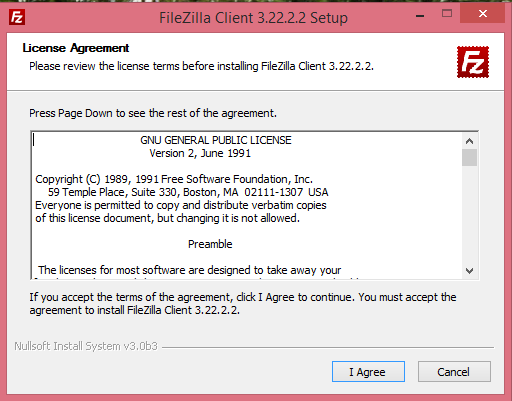 FileZilla Client 3.22.2.2 Setup
License Agreement
Please review the license terms before installing FileZilla Client 3.22.2.2.
Press Page Down to see the rest of the agreement.
GNU GENERAL PUBLIC LICENSE
Version 2, June 1991
Copyright (C) 1989, 1991 Free Software Foundation, Inc.
59 Temple Place, Suite 330, Boston, MA 02111-1307 USA
Everyone is permitted to copy and distribute verbatim copies
of this license document, but changing it is not allowed.
Preamble
The licenses for most software are designed to take away your
If you accept the terms of the agreement, click I Agree to continue. You must accept the
agreement to install FileZilla Client 3.22.2.2.
Nullsoft Install System v3.0b3
I Agree
Cancel